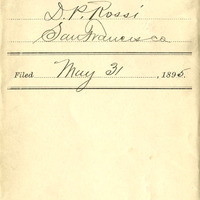 D. P. Rossi
San Francisco
Filed May 31, 1895.